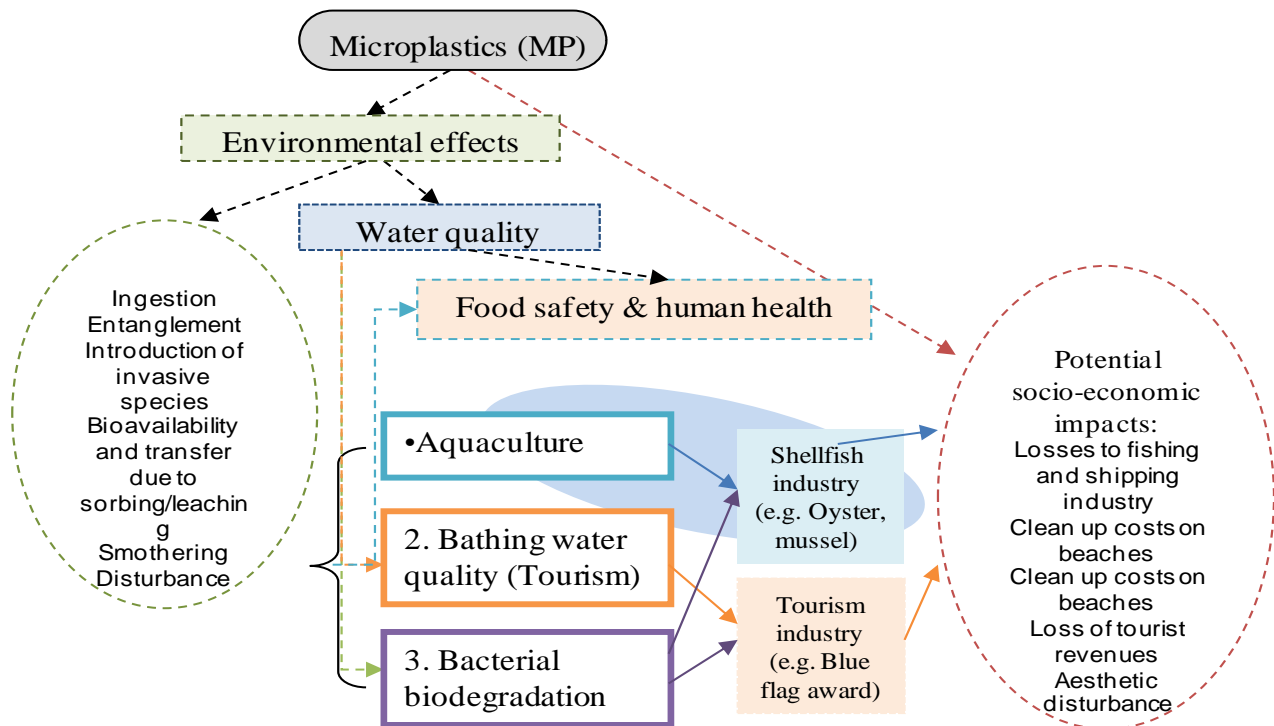 Microplastics (MP)
Environmental effects
Water quality
Food safety & human health
Ingestion
Entanglement
Introduction of
invasive
species
Bioavailability
and transfer
due to
sorbing/leachin
g
Smothering
Disturbance
•Aquaculture
2. Bathing water
quality (Tourism)
3. Bacterial
biodegradation
Shellfish
industry
(e.g. Oyster,
mussel)
Tourism
industry
(e.g. Blue
flag award)
Potential
socio-economic
impacts:
Losses to fishing
and shipping
industry
Clean up costs on
beaches
Clean up costs on
beaches
Loss of tourist
revenues
Aesthetic
disturbance